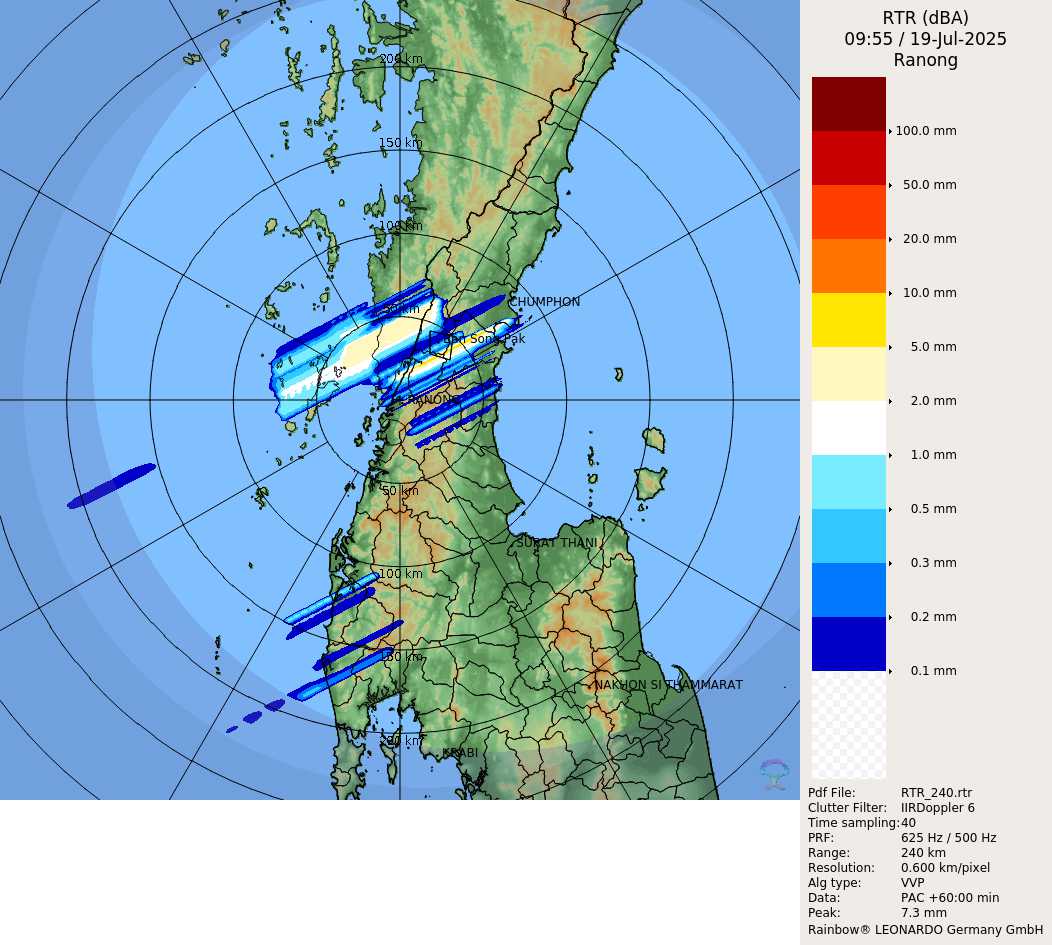 RTR (dBA)
09:55 / 19-Jul-2025
Ranong
100.0 mm
50.0 mm
20.0 mm
10.0 mm
5.0 mm
2.0 mm
1.0 mm
0.5 mm
0.3 mm
0.2 mm
0.1 mm
Pdf File: RTR_240.rtr
Clutter Filter: IIRDoppler 6
Time sampling: 40
PRF: 625 Hz / 500 Hz
Range: 240 km
Resolution: 0.600 km/pixel
Alg type: VVP
Data: PAC +60:00 min
Peak: 7.3 mm
Rainbow® LEONARDO Germany GmbH
200 km
150 km
100 km
CHUMPHON
50 km
Ban Song Pak
RANONG
50 km
SURAT THANI
100 km
150 km
NAKHON SI THAMMARAT
200 km
KRABI